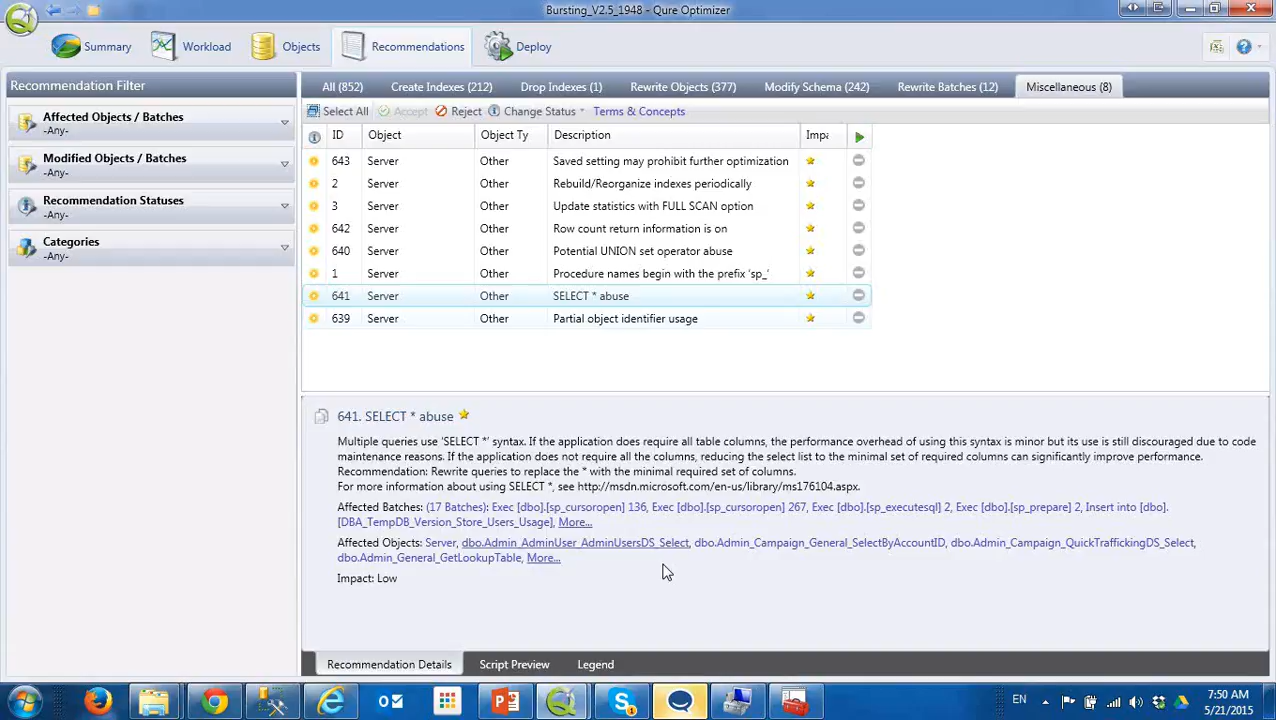 Bursting_V2.5_1948 - Qure Optimizer
Summary
Workload
Objects
Recommendations
Deploy
Recommendation Filter
Affected Objects / Batches
-Any-
Modified Objects / Batches
-Any-
Recommendation Statuses
-Any-
Categories
-Any-
All (852)
Create Indexes (212)
Drop Indexes (1)
Rewrite Objects (377)
Modify Schema (242)
Rewrite Batches (12)
Miscellaneous (8)
Select All
Accept
Reject
Change Status
Terms & Concepts
ID Object Object Ty Description Impa
643 Server Other Saved setting may prohibit further optimization
2 Server Other Rebuild/Reorganize indexes periodically
3 Server Other Update statistics with FULL SCAN option
642 Server Other Row count return information is on
640 Server Other Potential UNION set operator abuse
1 Server Other Procedure names begin with the prefix 'sp_'
641 Server Other SELECT * abuse
639 Server Other Partial object identifier usage
641. SELECT * abuse
Multiple queries use 'SELECT *' syntax. If the application does require all table columns, the performance overhead of using this syntax is minor but its use is still discouraged due to code
maintenance reasons. If the application does not require all the columns, reducing the select list to the minimal set of required columns can significantly improve performance.
Recommendation: Rewrite queries to replace the * with the minimal required set of columns.
For more information about using SELECT *, see http://msdn.microsoft.com/en-us/library/ms176104.aspx.
Affected Batches: (17 Batches): Exec [dbo].[sp_cursoropen] 136, Exec [dbo].[sp_cursoropen] 267, Exec [dbo].[sp_executesql] 2, Exec [dbo].[sp_prepare] 2, Insert into [dbo].
[DBA_TempDB_Version_Store_Users_Usage], More...
Affected Objects: Server, dbo.Admin_AdminUser_AdminUsersDS_Select, dbo.Admin_Campaign_General_SelectByAccountID, dbo.Admin_Campaign_QuickTraffickingDS_Select,
dbo.Admin_General_GetLookupTable, More...
Impact: Low
Recommendation Details
Script Preview
Legend
EN
7:50 AM
5/21/2015